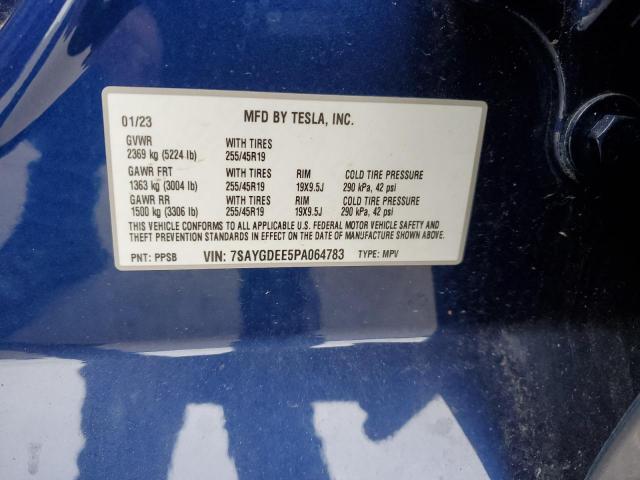 01/23 MFD BY TESLA, INC.
GVWR WITH TIRES
2369 kg (5224 lb) 255/45R19
GAWR FRT WITH TIRES RIM COLD TIRE PRESSURE
1363 kg (3004 lb) 255/45R19 19X9.5J 290 kPa, 42 psi
GAWR RR WITH TIRES RIM COLD TIRE PRESSURE
1500 kg (3306 lb) 255/45R19 19X9.5J 290 kPa, 42 psi
THIS VEHICLE CONFORMS TO ALL APPLICABLE U.S. FEDERAL MOTOR VEHICLE SAFETY AND
THEFT PREVENTION STANDARDS IN EFFECT ON THE DATE OF MANUFACTURE SHOWN ABOVE.
PNT: PPSB VIN: 7SAYGDEE5PA064783 TYPE: MPV